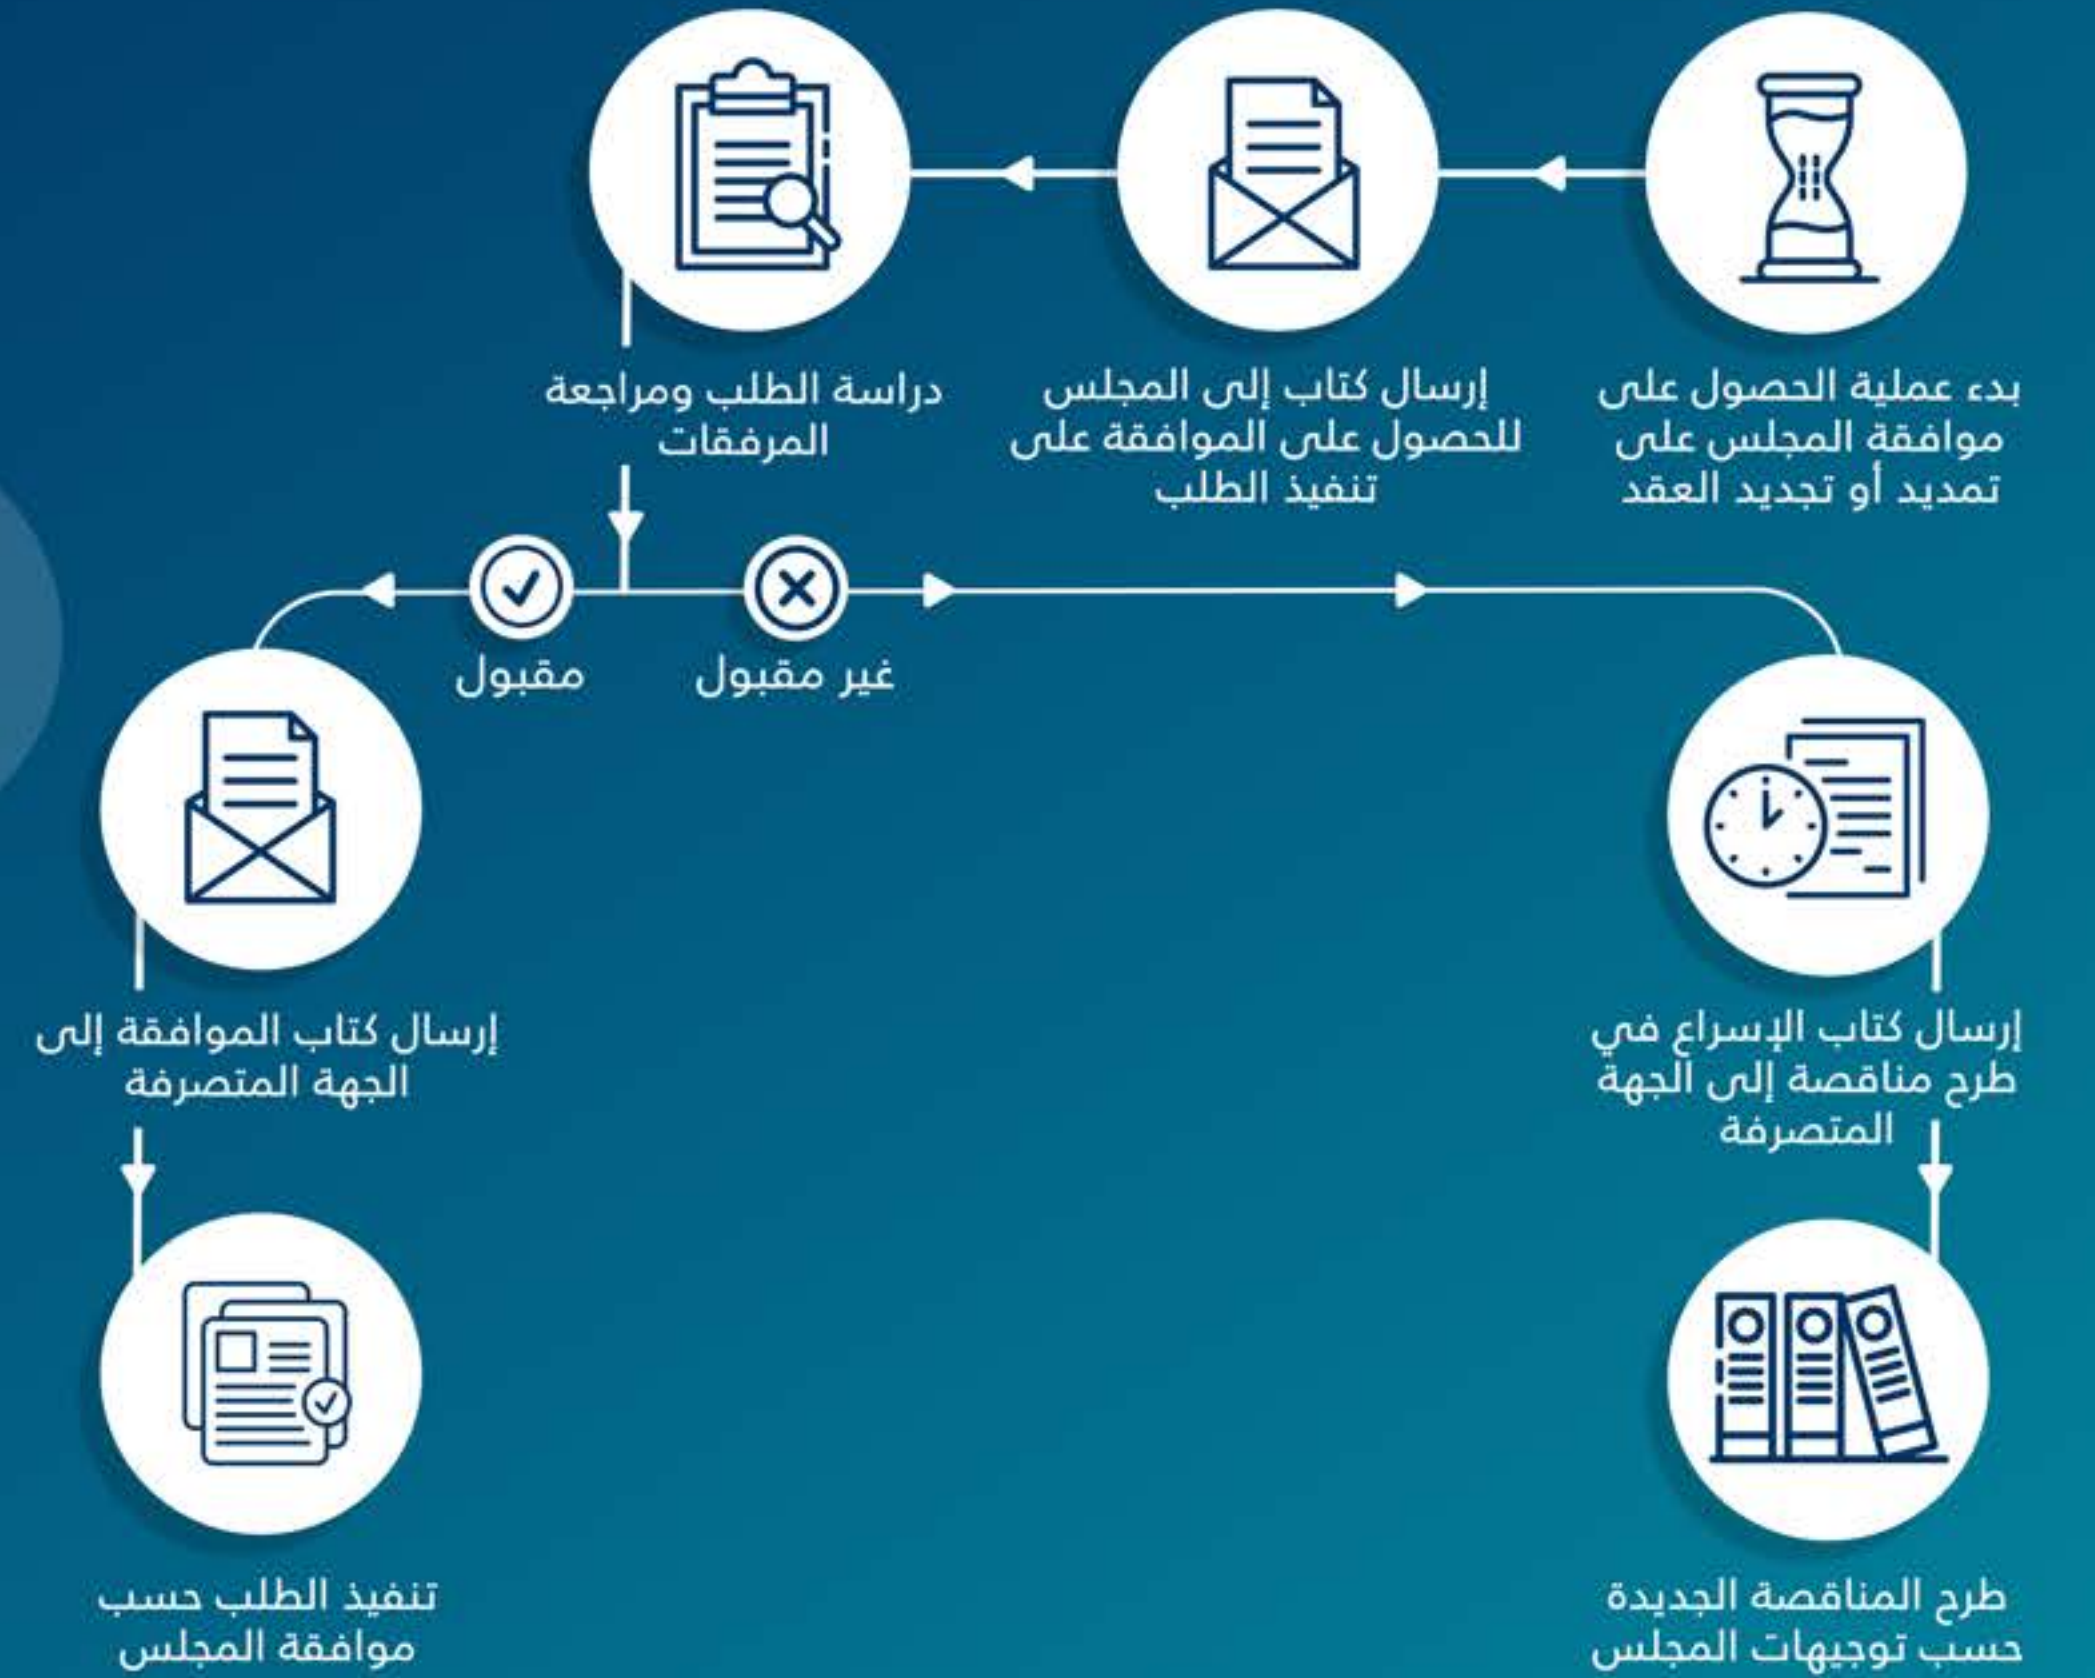 بدء عملية الحصول على
موافقة المجلس على
تمديد أو تجديد العقد
إرسال كتاب إلى المجلس
للحصول على الموافقة على
تنفيذ الطلب
دراسة الطلب ومراجعة
المرفقات
غير مقبول
مقبول
إرسال كتاب الإسراع في
طرح مناقصة إلى الجهة
المتصرفة
إرسال كتاب الموافقة إلى
الجهة المتصرفة
طرح المناقصة الجديدة
حسب توجيهات المجلس
تنفيذ الطلب حسب
موافقة المجلس